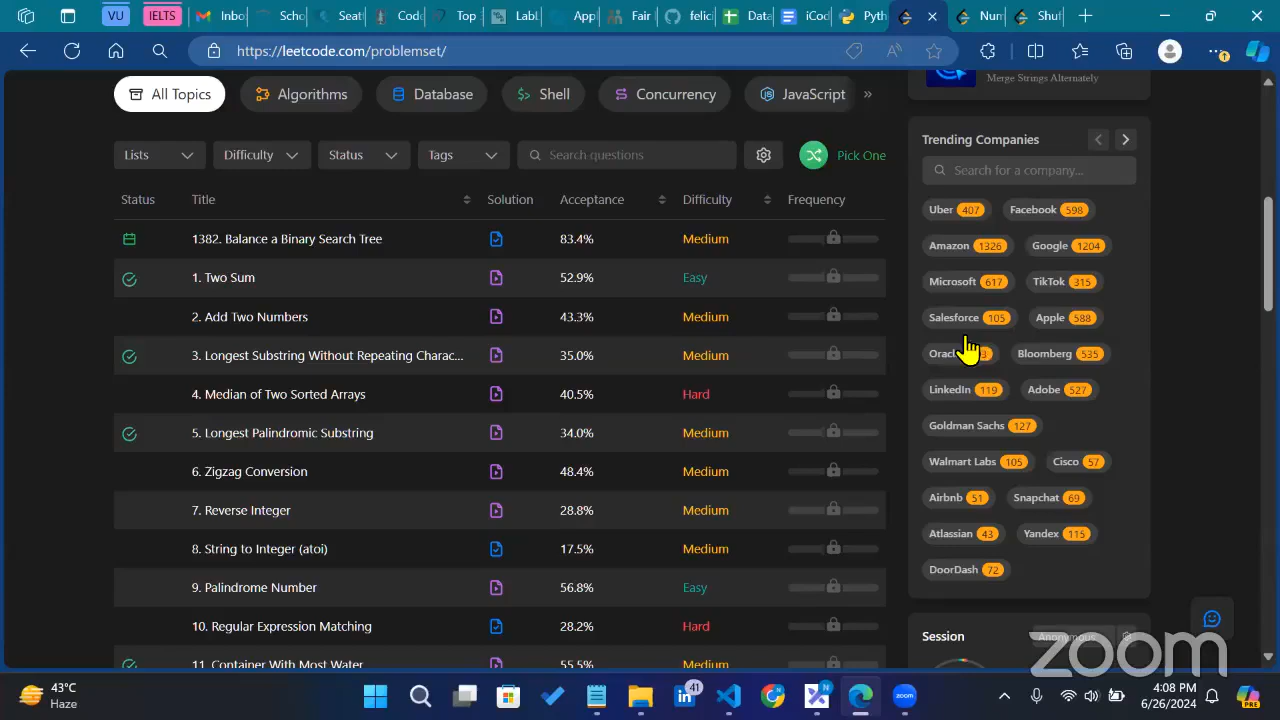 VU
IELTS
Inbo
Scho
Seati
Code
Top
Labl
App
Fair
felici
Data
iCod
Pyth
Num
Shuf
https://leetcode.com/problemset/
All Topics
Algorithms
Database
Shell
Concurrency
JavaScript
Merge Strings Alternately
Lists
Difficulty
Status
Tags
Search questions
Pick One
Status Title Solution Acceptance Difficulty Frequency
1382. Balance a Binary Search Tree 83.4% Medium
1. Two Sum 52.9% Easy
2. Add Two Numbers 43.3% Medium
3. Longest Substring Without Repeating Charac... 35.0% Medium
4. Median of Two Sorted Arrays 40.5% Hard
5. Longest Palindromic Substring 34.0% Medium
6. Zigzag Conversion 48.4% Medium
7. Reverse Integer 28.8% Medium
8. String to Integer (atoi) 17.5% Medium
9. Palindrome Number 56.8% Easy
10. Regular Expression Matching 28.2% Hard
11. Container With Most Water 55.5% Medium
Trending Companies
Search for a company...
Uber 407 Facebook 598
Amazon 1326 Google 1204
Microsoft 617 TikTok 315
Salesforce 105 Apple 588
Bloomberg 535
LinkedIn 119 Adobe 527
Goldman Sachs 127
Walmart Labs 105 Cisco 57
Airbnb 51 Snapchat 69
Atlassian 43 Yandex 115
DoorDash 72
Session
Anonymous
zoom
43°C
Haze
41
zoom
PRE
4:08 PM
6/26/2024